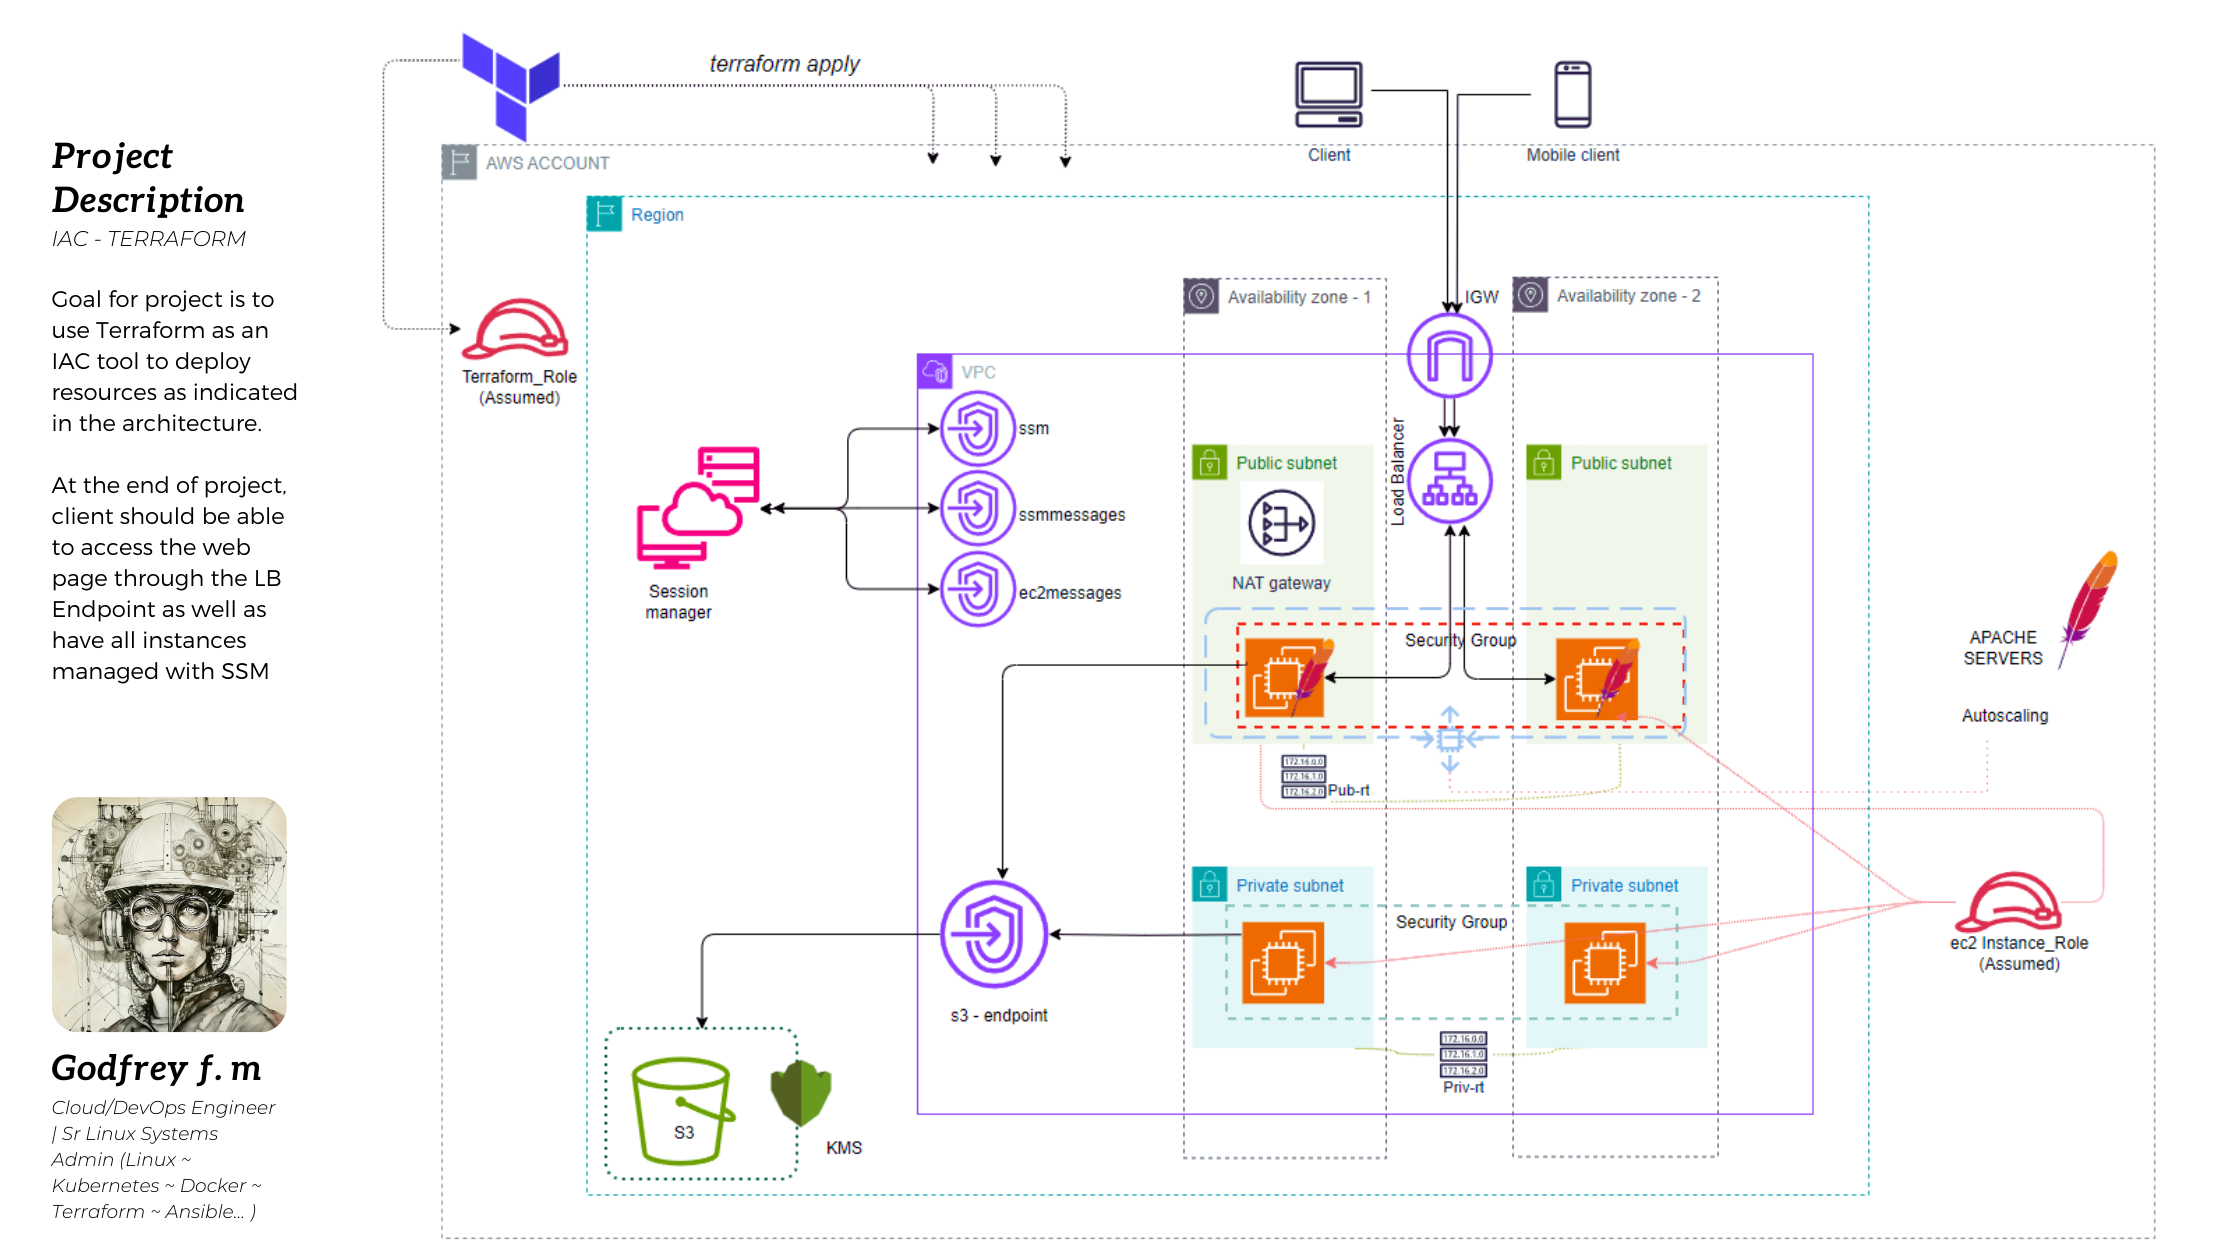 Project
Description
IAC - TERRAFORM
Goal for project is to
use Terraform as an
IAC tool to deploy
resources as indicated
in the architecture.
At the end of project,
client should be able
to access the web
page through the LB
Endpoint as well as
have all instances
managed with SSM
Godfrey f. m
Cloud/DevOps Engineer
| Sr Linux Systems
Admin (Linux ~
Kubernetes ~ Docker ~
Terraform ~ Ansible... )
terraform apply
Client
Mobile client
AWS ACCOUNT
Region
Terraform_Role
(Assumed)
Availability zone - 1
IGW
Availability zone - 2
VPC
ssm
ssmmessages
ec2messages
Session
manager
Load Balancer
Public subnet
Public subnet
NAT gateway
Security Group
APACHE
SERVERS
Autoscaling
172.16.0.0
172.16.1.0
172.16.2.0
Pub-rt
Private subnet
Private subnet
Security Group
ec2 Instance_Role
(Assumed)
s3 - endpoint
172.16.0.0
172.16.1.0
172.16.2.0
Priv-rt
S3
KMS